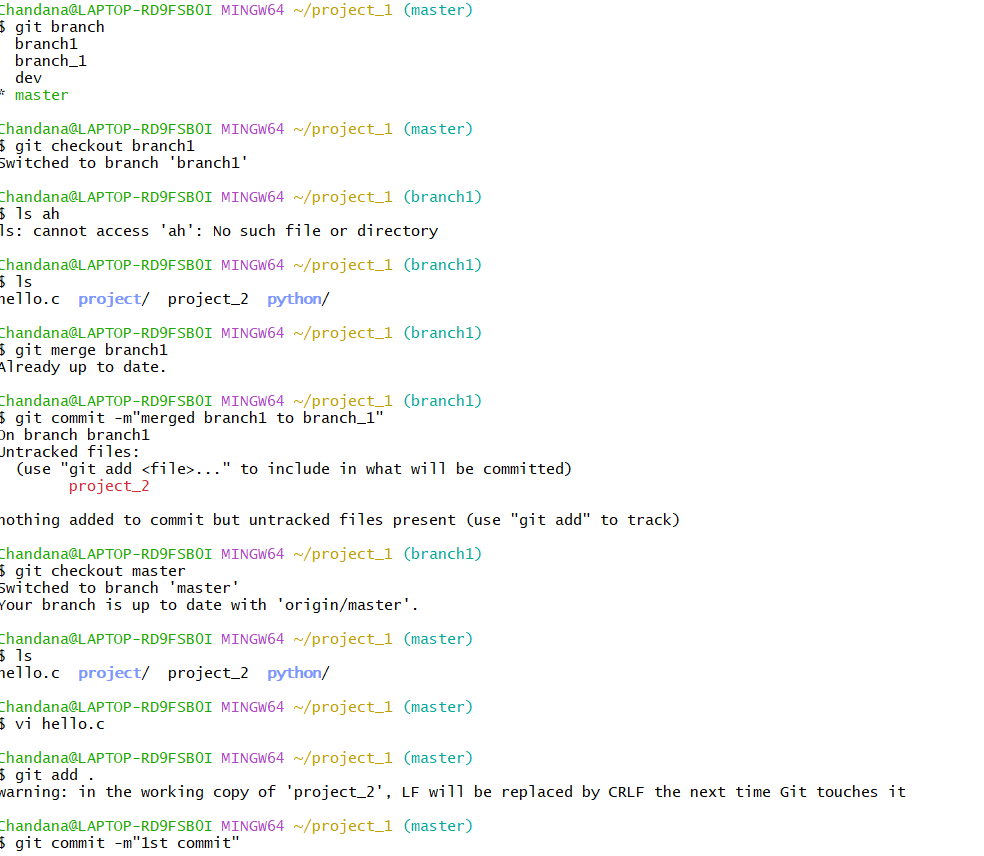 Chandana@LAPTOP-RD9FSB0I MINGW64 ~/project_1 (master)
$ git branch
  branch1
  branch_1
  dev
* master

Chandana@LAPTOP-RD9FSB0I MINGW64 ~/project_1 (master)
$ git checkout branch1
Switched to branch 'branch1'

Chandana@LAPTOP-RD9FSB0I MINGW64 ~/project_1 (branch1)
$ ls ah
ls: cannot access 'ah': No such file or directory

Chandana@LAPTOP-RD9FSB0I MINGW64 ~/project_1 (branch1)
$ ls
hello.c  project/  project_2  python/

Chandana@LAPTOP-RD9FSB0I MINGW64 ~/project_1 (branch1)
$ git merge branch1
Already up to date.

Chandana@LAPTOP-RD9FSB0I MINGW64 ~/project_1 (branch1)
$ git commit -m"merged branch1 to branch_1"
On branch branch1
Untracked files:
  (use "git add <file>..." to include in what will be committed)
        project_2

nothing added to commit but untracked files present (use "git add" to track)

Chandana@LAPTOP-RD9FSB0I MINGW64 ~/project_1 (branch1)
$ git checkout master
Switched to branch 'master'
Your branch is up to date with 'origin/master'.

Chandana@LAPTOP-RD9FSB0I MINGW64 ~/project_1 (master)
$ ls
hello.c  project/  project_2  python/

Chandana@LAPTOP-RD9FSB0I MINGW64 ~/project_1 (master)
$ vi hello.c

Chandana@LAPTOP-RD9FSB0I MINGW64 ~/project_1 (master)
$ git add .
warning: in the working copy of 'project_2', LF will be replaced by CRLF the next time Git touches it

Chandana@LAPTOP-RD9FSB0I MINGW64 ~/project_1 (master)
$ git commit -m"1st commit"